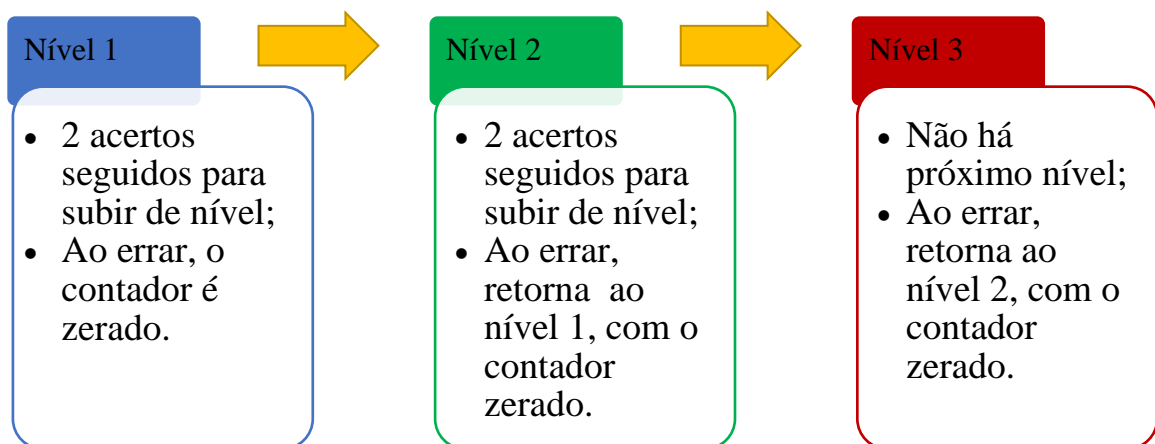 Nível 1
• 2 acertos
seguidos para
subir de nível;
• Ao errar, o
contador é
zerado.
Nível 2
• 2 acertos
seguidos para
subir de nível;
• Ao errar,
retorna ao
nível 1, com o
contador
zerado.
Nível 3
• Não há
próximo nível;
• Ao errar,
retorna ao
nível 2, com o
contador
zerado.